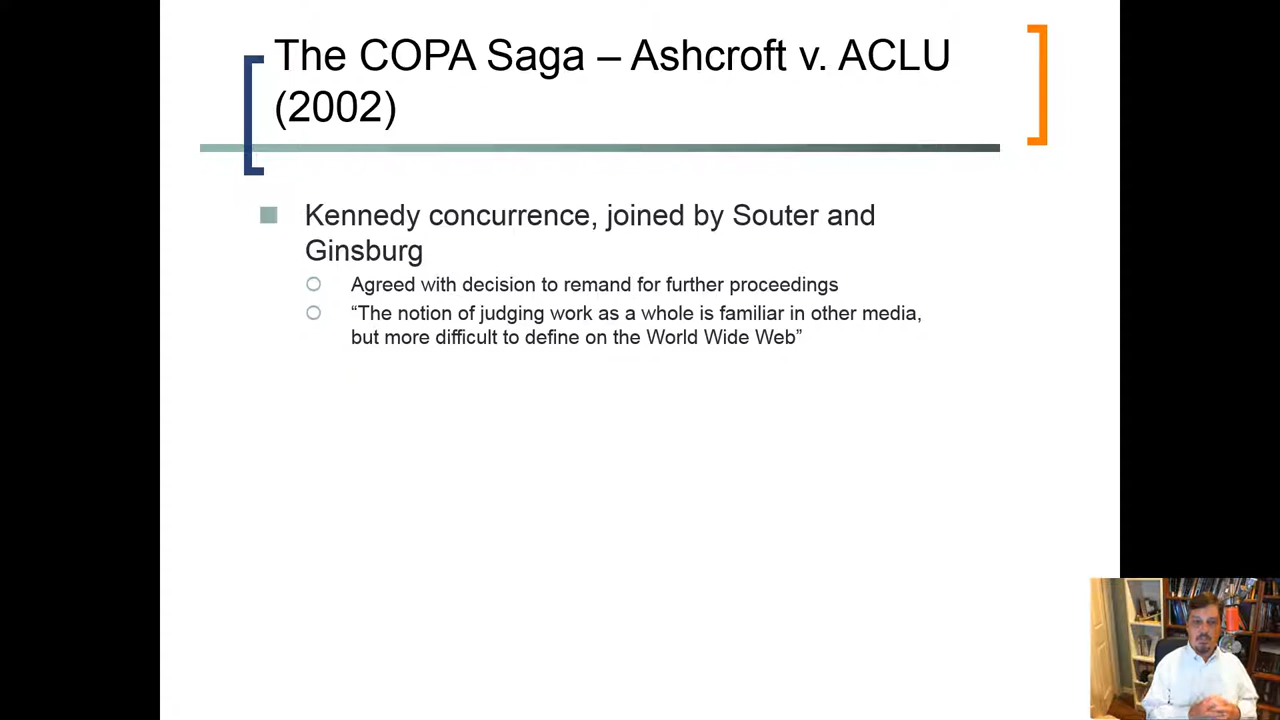 The COPA Saga – Ashcroft v. ACLU
(2002)
Kennedy concurrence, joined by Souter and
Ginsburg
Agreed with decision to remand for further proceedings
“The notion of judging work as a whole is familiar in other media,
but more difficult to define on the World Wide Web”